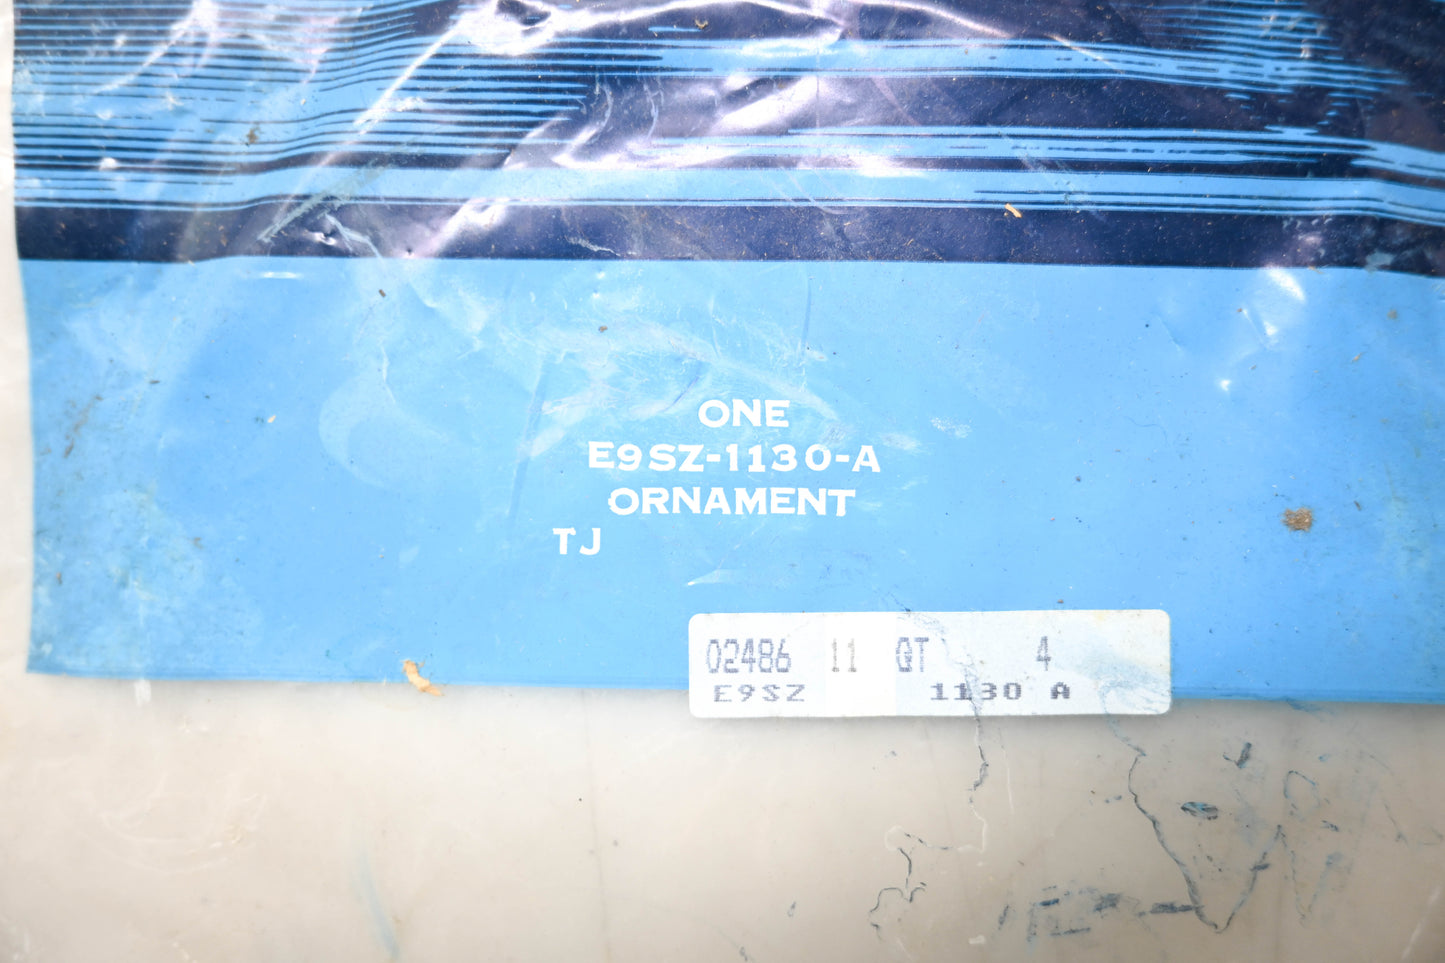 ONE
E9SZ-1130-A
ORNAMENT
TJ
02486 11 QT 4
E9SZ 1130 A